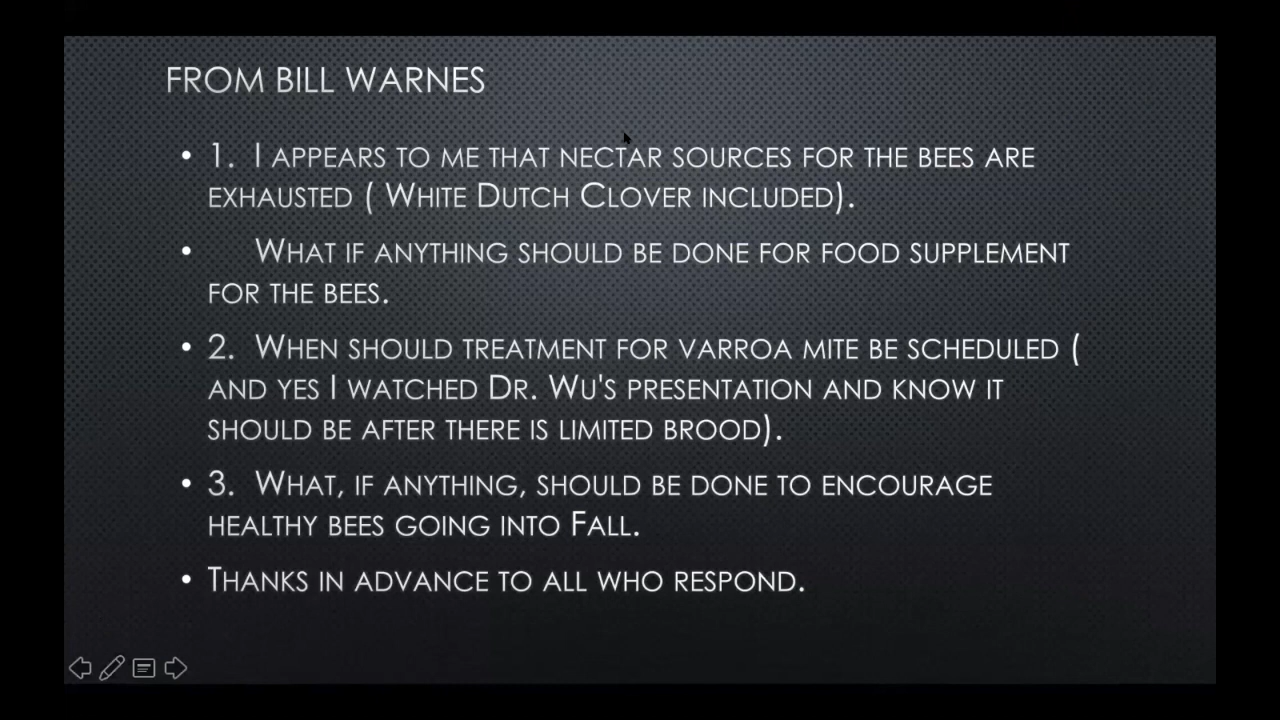 FROM BILL WARNES
• 1. I APPEARS TO ME THAT NECTAR SOURCES FOR THE BEES ARE
EXHAUSTED ( WHITE DUTCH CLOVER INCLUDED).
• WHAT IF ANYTHING SHOULD BE DONE FOR FOOD SUPPLEMENT
FOR THE BEES.
• 2. WHEN SHOULD TREATMENT FOR VARROA MITE BE SCHEDULED (
AND YES I WATCHED DR. WU'S PRESENTATION AND KNOW IT
SHOULD BE AFTER THERE IS LIMITED BROOD).
• 3. WHAT, IF ANYTHING, SHOULD BE DONE TO ENCOURAGE
HEALTHY BEES GOING INTO FALL.
• THANKS IN ADVANCE TO ALL WHO RESPOND.